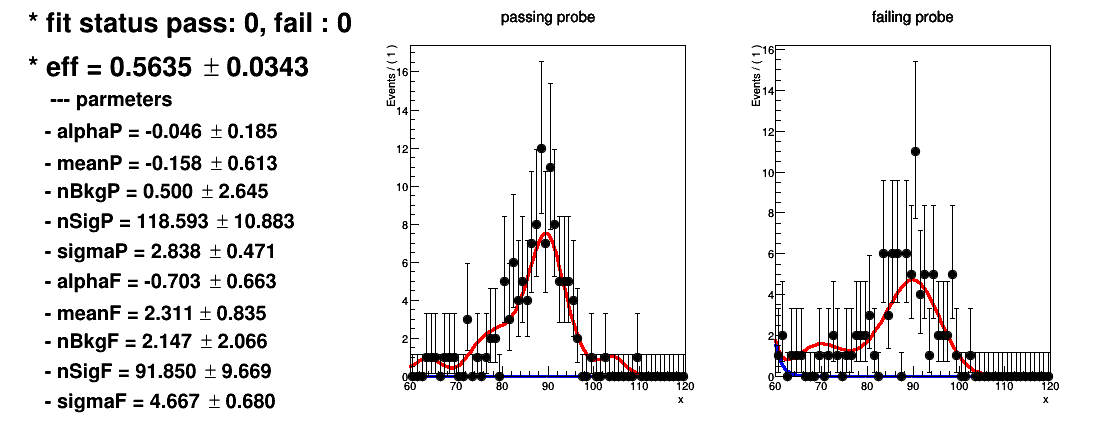 * fit status pass: 0, fail : 0
* eff = 0.5635 ± 0.0343
--- parmeters
- alphaP = -0.046 ± 0.185
- meanP = -0.158 ± 0.613
- nBkgP = 0.500 ± 2.645
- nSigP = 118.593 ± 10.883
- sigmaP = 2.838 ± 0.471
- alphaF = -0.703 ± 0.663
- meanF = 2.311 ± 0.835
- nBkgF = 2.147 ± 2.066
- nSigF = 91.850 ± 9.669
- sigmaF = 4.667 ± 0.680
passing probe
Events / ( 1 )
16
14
12
10
8
6
4
2
0
60 70 80 90 100 110 120
x
failing probe
Events / ( 1 )
16
14
12
10
8
6
4
2
0
60 70 80 90 100 110 120
x